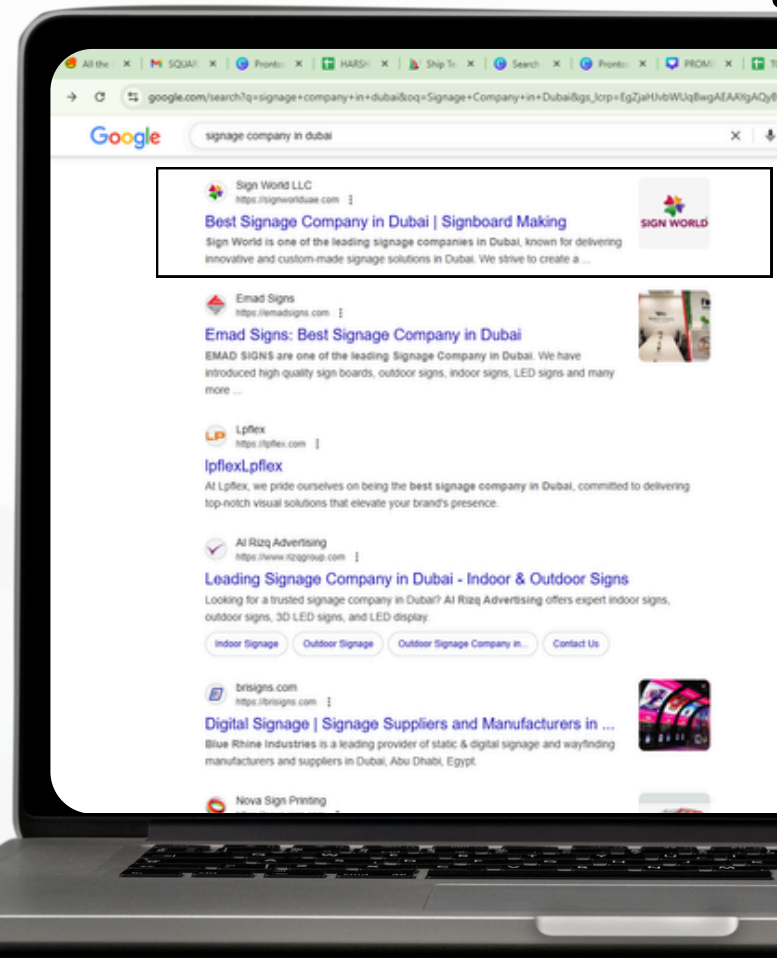 All the
SQUAR
Pronto
HARSH
Ship To
Search
Pronto
PROM
google.com/search?q=signage+company+in+dubai&oq=Signage+Company+in+Dubai&gs_lcrp=
Google
signage company in dubai
Sign World LLC
https://signworlduae.com
Best Signage Company in Dubai | Signboard Making
SIGN WORLD
Sign World is one of the leading signage companies in Dubai, known for delivering
innovative and custom-made signage solutions in Dubai. We strive to create a ...
Emad Signs
https://emadsigns.com
Emad Signs: Best Signage Company in Dubai
EMAD SIGNS are one of the leading Signage Company in Dubai. We have
introduced high quality sign boards, outdoor signs, indoor signs, LED signs and many
more ...
LP
Lpflex
https://lpflex.com
lpflexLpflex
At Lpflex, we pride ourselves on being the best signage company in Dubai, committed to delivering
top-notch visual solutions that elevate your brand's presence.
Al Rizq Advertising
https://www.rizqgroup.com
Leading Signage Company in Dubai - Indoor & Outdoor Signs
Looking for a trusted signage company in Dubai? Al Rizq Advertising offers expert indoor signs,
outdoor signs, 3D LED signs, and LED display.
Indoor Signage
Outdoor Signage
Outdoor Signage Company in...
Contact Us
brisigns.com
https://brisigns.com
Digital Signage | Signage Suppliers and Manufacturers in ...
Blue Rhine Industries is a leading provider of static & digital signage and wayfinding
manufacturers and suppliers in Dubai, Abu Dhabi, Egypt.
Nova Sign Printing